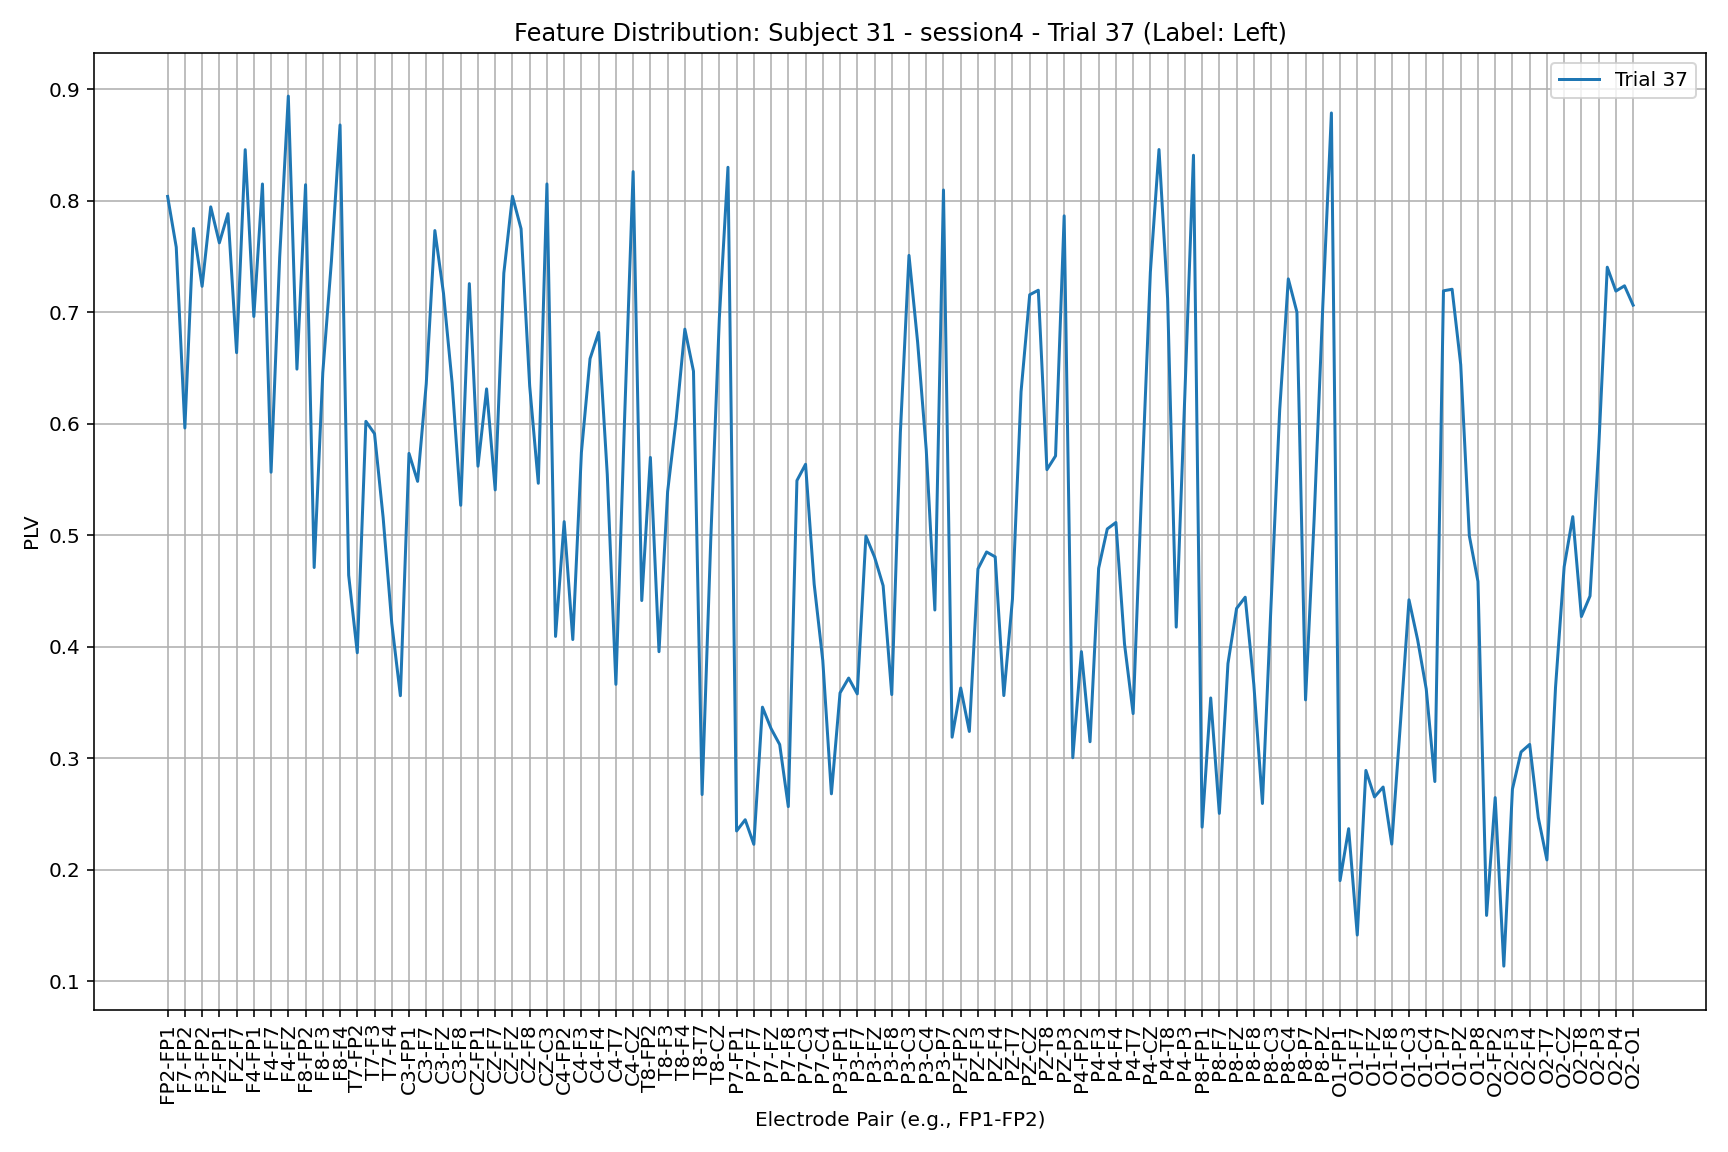 Feature Distribution: Subject 31 - session4 - Trial 37 (Label: Left)
Trial 37
0.9
0.8
0.7
0.6
0.5
0.4
0.3
0.2
0.1
PLV
FP2-FP1
F7-FP2
F3-FP2
FZ-FP1
FZ-F7
F4-FP1
F4-F7
F4-FZ
F8-FP2
F8-F3
F8-F4
T7-FP2
T7-F3
T7-F4
C3-FP1
C3-F7
C3-FZ
C3-F8
CZ-FP1
CZ-F7
CZ-FZ
CZ-F8
CZ-C3
C4-FP2
C4-F3
C4-F4
C4-T7
C4-CZ
T8-FP2
T8-F3
T8-F4
T8-T7
T8-CZ
P7-FP1
P7-F7
P7-FZ
P7-F8
P7-C3
P7-C4
P3-FP1
P3-F7
P3-FZ
P3-F8
P3-C3
P3-C4
P3-P7
PZ-FP2
PZ-F3
PZ-F4
PZ-T7
PZ-CZ
PZ-T8
PZ-P3
P4-FP2
P4-F3
P4-F4
P4-T7
P4-CZ
P4-T8
P4-P3
P8-FP1
P8-F7
P8-FZ
P8-F8
P8-C3
P8-C4
P8-P7
P8-PZ
O1-FP1
O1-F7
O1-FZ
O1-F8
O1-C3
O1-C4
O1-P7
O1-PZ
O1-P8
O2-FP2
O2-F3
O2-F4
O2-T7
O2-CZ
O2-T8
O2-P3
O2-P4
O2-O1
Electrode Pair (e.g., FP1-FP2)